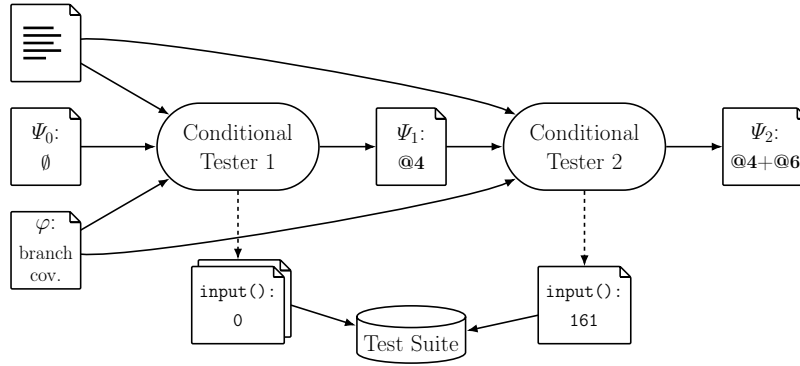 Ψ₀:
∅
φ:
branch
cov.
Conditional
Tester 1
Ψ₁:
@4
Conditional
Tester 2
Ψ₂:
@4+@6
input():
0
Test Suite
input():
161